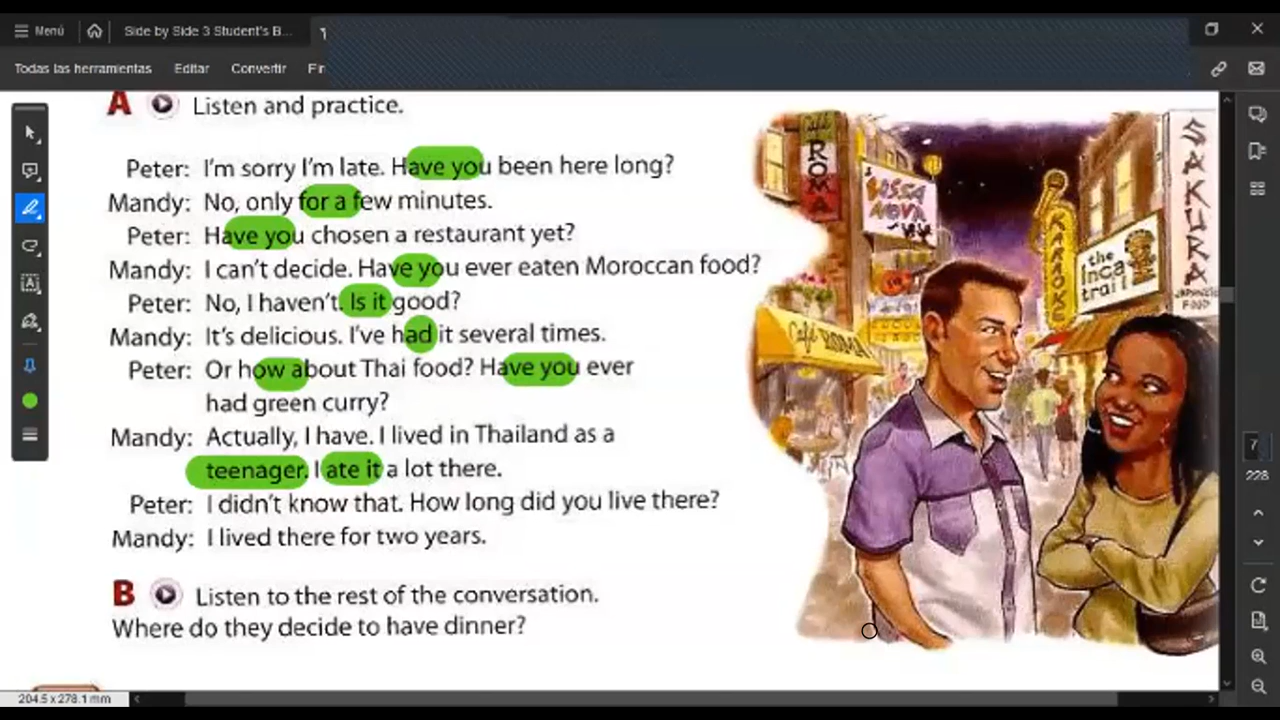 Menú
Side by Side 3 Student's B...
Todas las herramientas
Editar
Convertir
A Listen and practice.
Peter: I'm sorry I'm late. Have you been here long?
Mandy: No, only for a few minutes.
Peter: Have you chosen a restaurant yet?
Mandy: I can't decide. Have you ever eaten Moroccan food?
Peter: No, I haven't. Is it good?
Mandy: It's delicious. I've had it several times.
Peter: Or how about Thai food? Have you ever
had green curry?
Mandy: Actually, I have. I lived in Thailand as a
teenager. I ate it a lot there.
Peter: I didn't know that. How long did you live there?
Mandy: I lived there for two years.
B Listen to the rest of the conversation.
Where do they decide to have dinner?
Café ROMA
BOSSA NOVA
KARAOKE
the Inca trail
SAKURA
JAPANESE FOOD
Café ROMA
7
228
204.5 x 278.1 mm